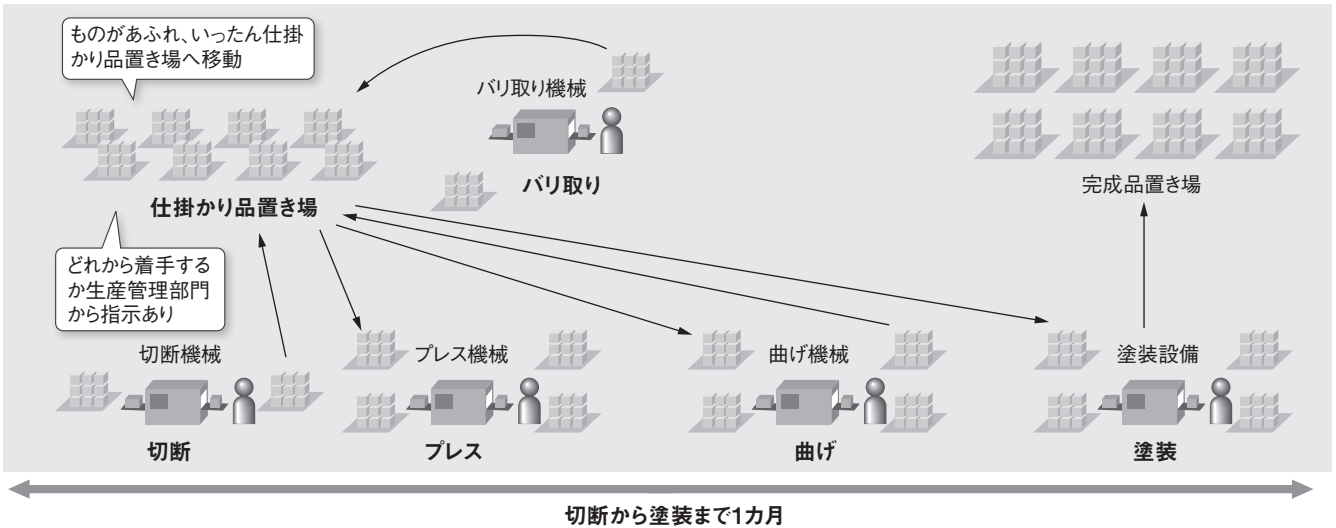 ものがあふれ、いったん仕掛
かり品置き場へ移動
バリ取り機械
バリ取り
完成品置き場
仕掛かり品置き場
どれから着手する
か生産管理部門
から指示あり
切断機械
プレス機械
曲げ機械
塗装設備
切断
プレス
曲げ
塗装
切断から塗装まで1カ月